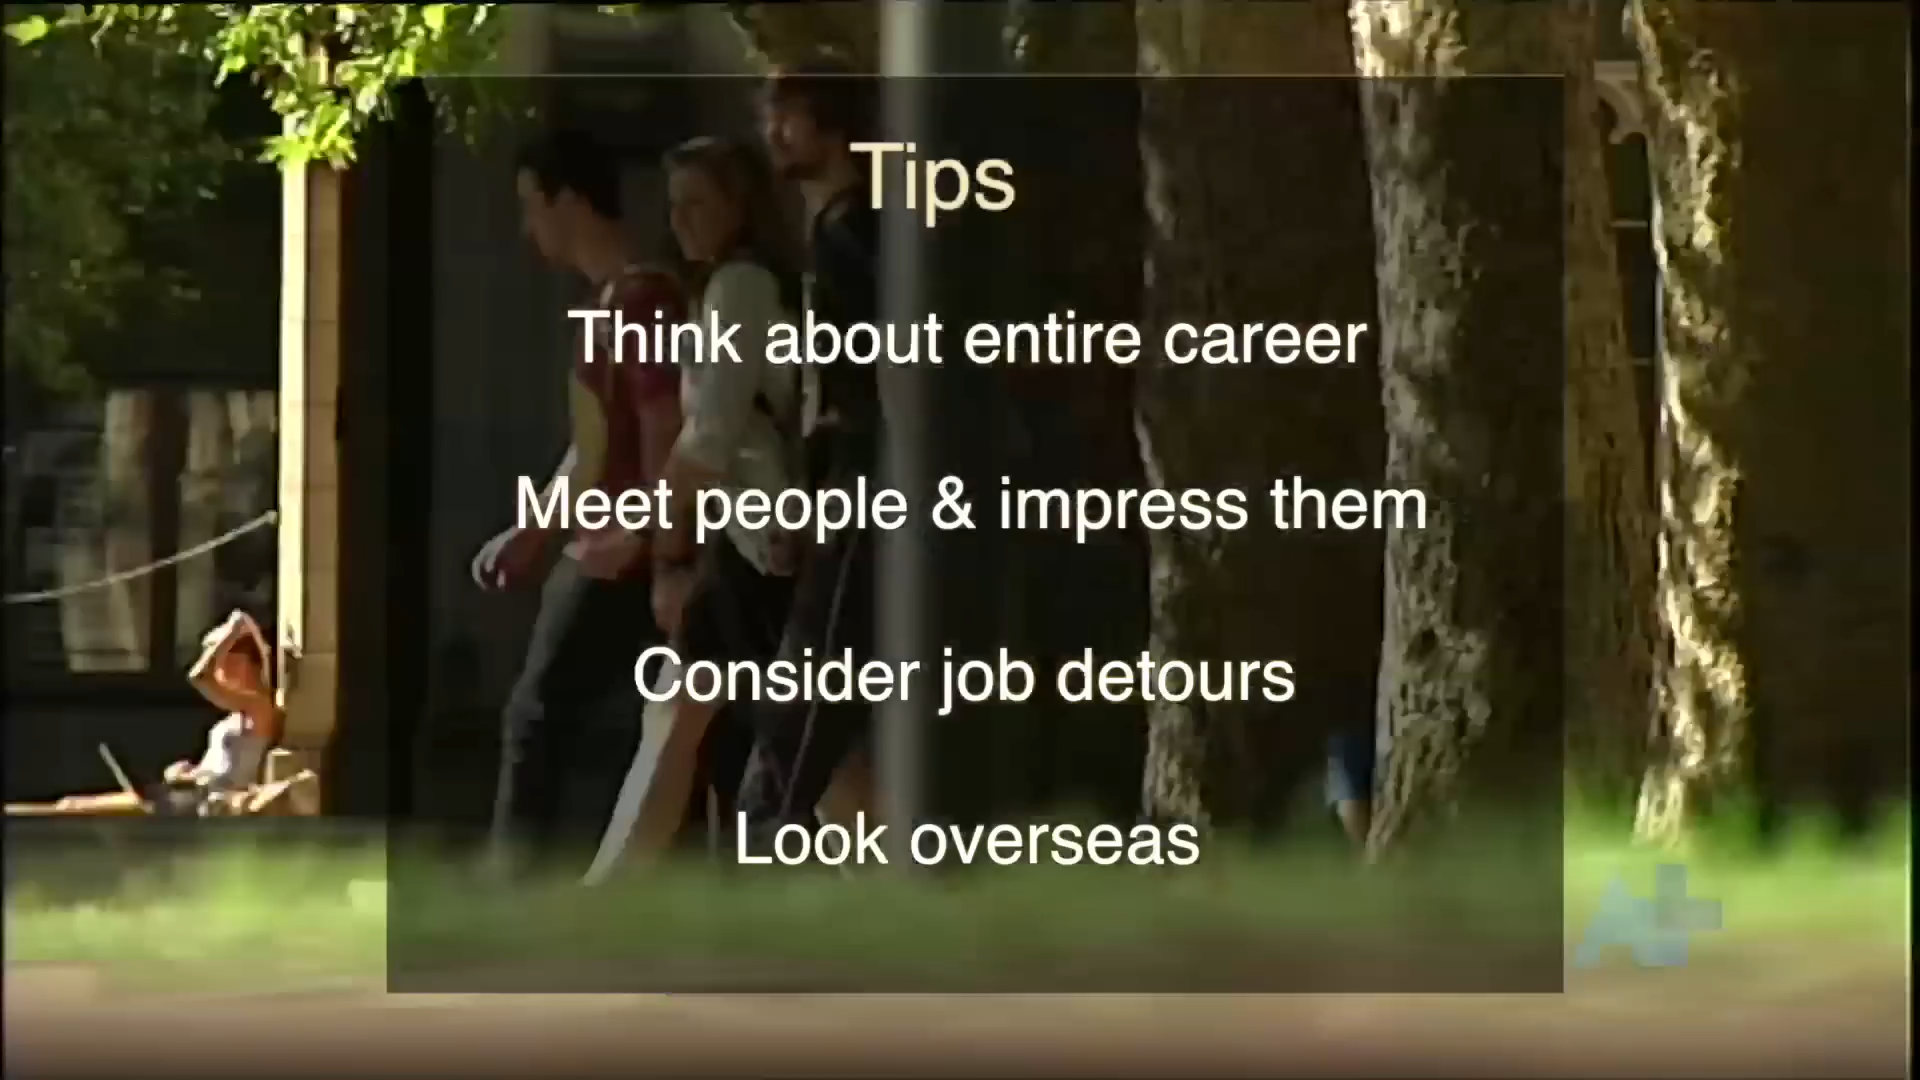 Tips
Think about entire career
Meet people & impress them
Consider job detours
Look overseas
A+